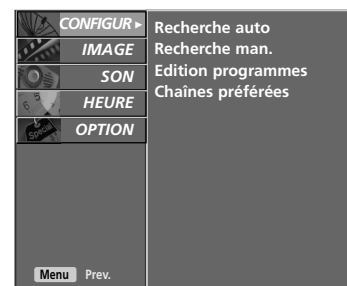 CONFIGUR ▸
IMAGE
SON
HEURE
OPTION
Recherche auto
Recherche man.
Edition programmes
Chaînes préférées
Menu Prev.